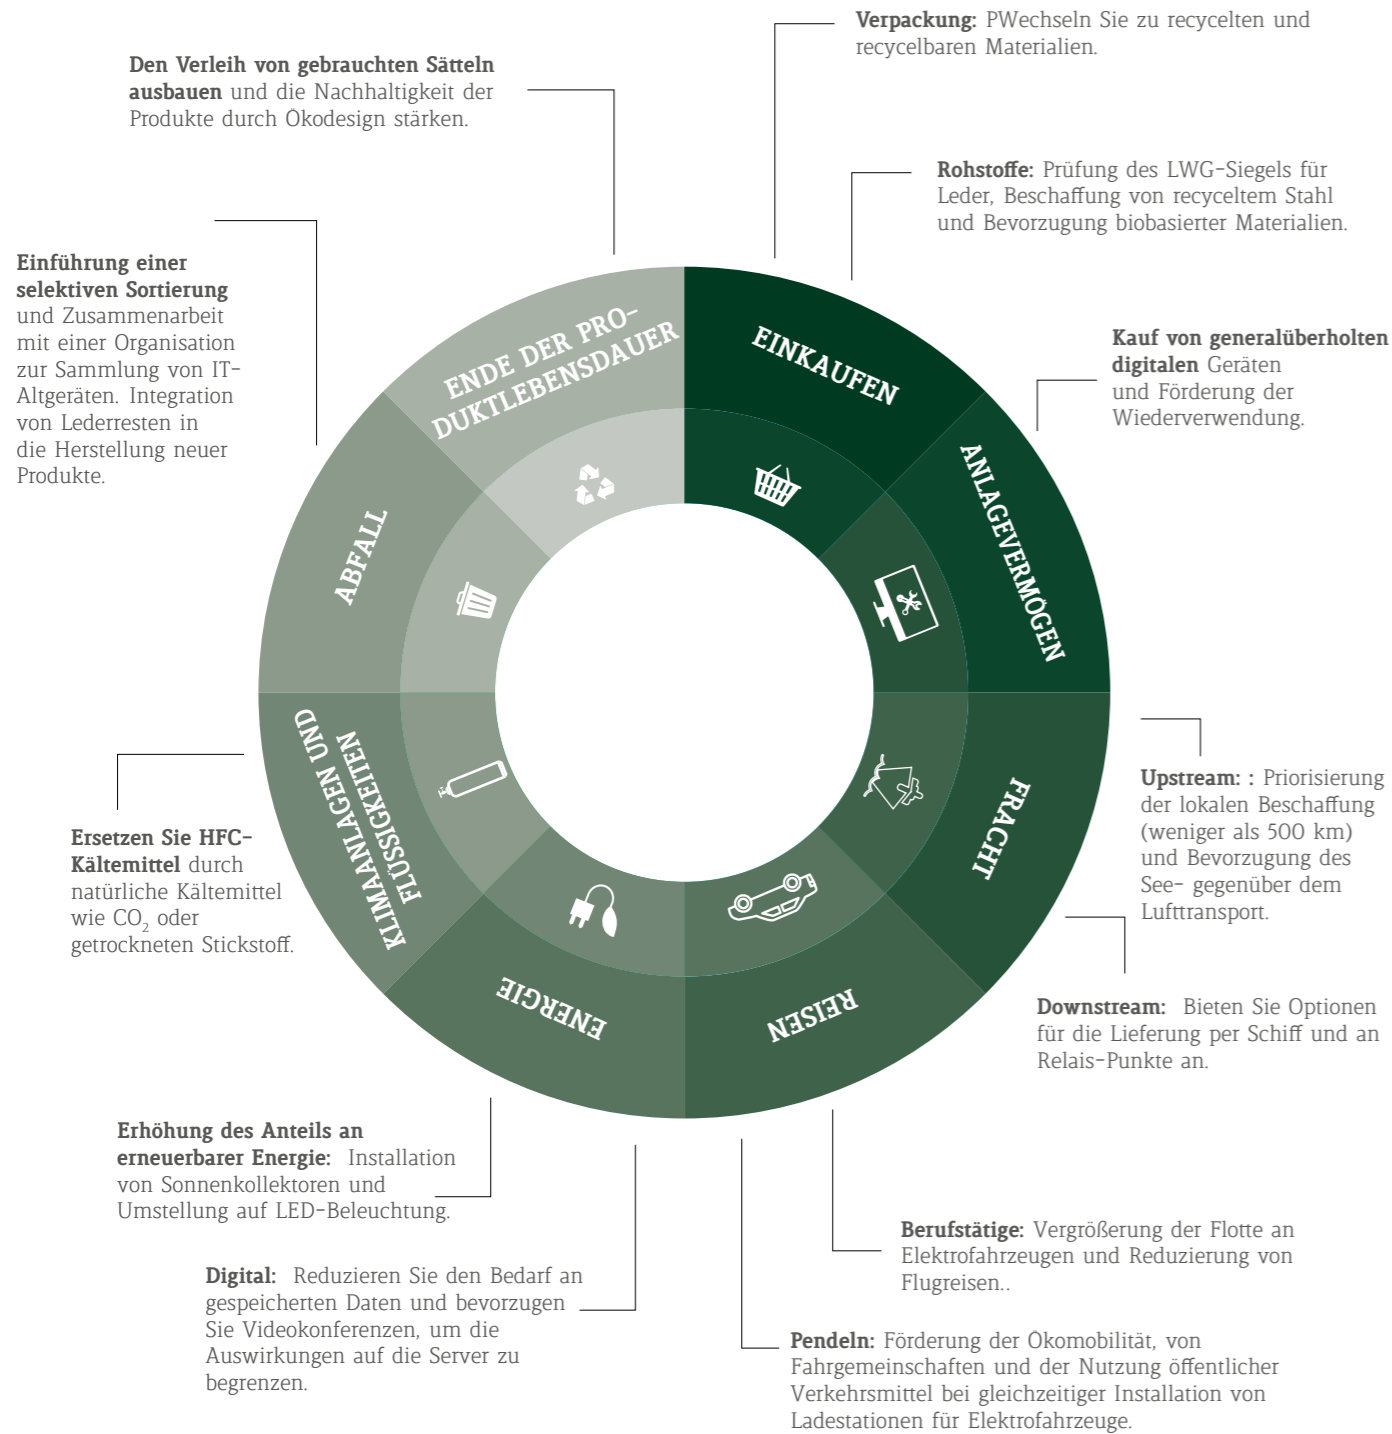 Verpackung: PWechseln Sie zu recycelten und
recycelbaren Materialien.
Den Verleih von gebrauchten Sätteln
ausbauen und die Nachhaltigkeit der
Produkte durch Ökodesign stärken.
Rohstoffe: Prüfung des LWG-Siegels für
Leder, Beschaffung von recyceltem Stahl
und Bevorzugung biobasierter Materialien.
Einführung einer
selektiven Sortierung
und Zusammenarbeit
mit einer Organisation
zur Sammlung von IT-
Altgeräten. Integration
von Lederresten in
die Herstellung neuer
Produkte.
Kauf von generalüberholten
digitalen Geräten
und Förderung der
Wiederverwendung.
ENDE DER PRO-
DUKTLEBENSDAUER
EINKAUFEN
ANLAGEVERMÖGEN
ABFALL
KLIMAANLAGEN UND
FLÜSSIGKEITEN
FRACHT
ENERGIE
REISEN
Upstream: : Priorisierung
der lokalen Beschaffung
(weniger als 500 km)
und Bevorzugung des
See- gegenüber dem
Lufttransport.
Ersetzen Sie HFC-
Kältemittel durch
natürliche Kältemittel
wie CO₂ oder
getrockneten Stickstoff.
Downstream: Bieten Sie Optionen
für die Lieferung per Schiff und an
Relais-Punkte an.
Erhöhung des Anteils an
erneuerbarer Energie: Installation
von Sonnenkollektoren und
Umstellung auf LED-Beleuchtung.
Berufstätige: Vergrößerung der Flotte an
Elektrofahrzeugen und Reduzierung von
Flugreisen..
Digital: Reduzieren Sie den Bedarf an
gespeicherten Daten und bevorzugen
Sie Videokonferenzen, um die
Auswirkungen auf die Server zu
begrenzen.
Pendeln: Förderung der Ökomobilität, von
Fahrgemeinschaften und der Nutzung öffentlicher
Verkehrsmittel bei gleichzeitiger Installation von
Ladestationen für Elektrofahrzeuge.